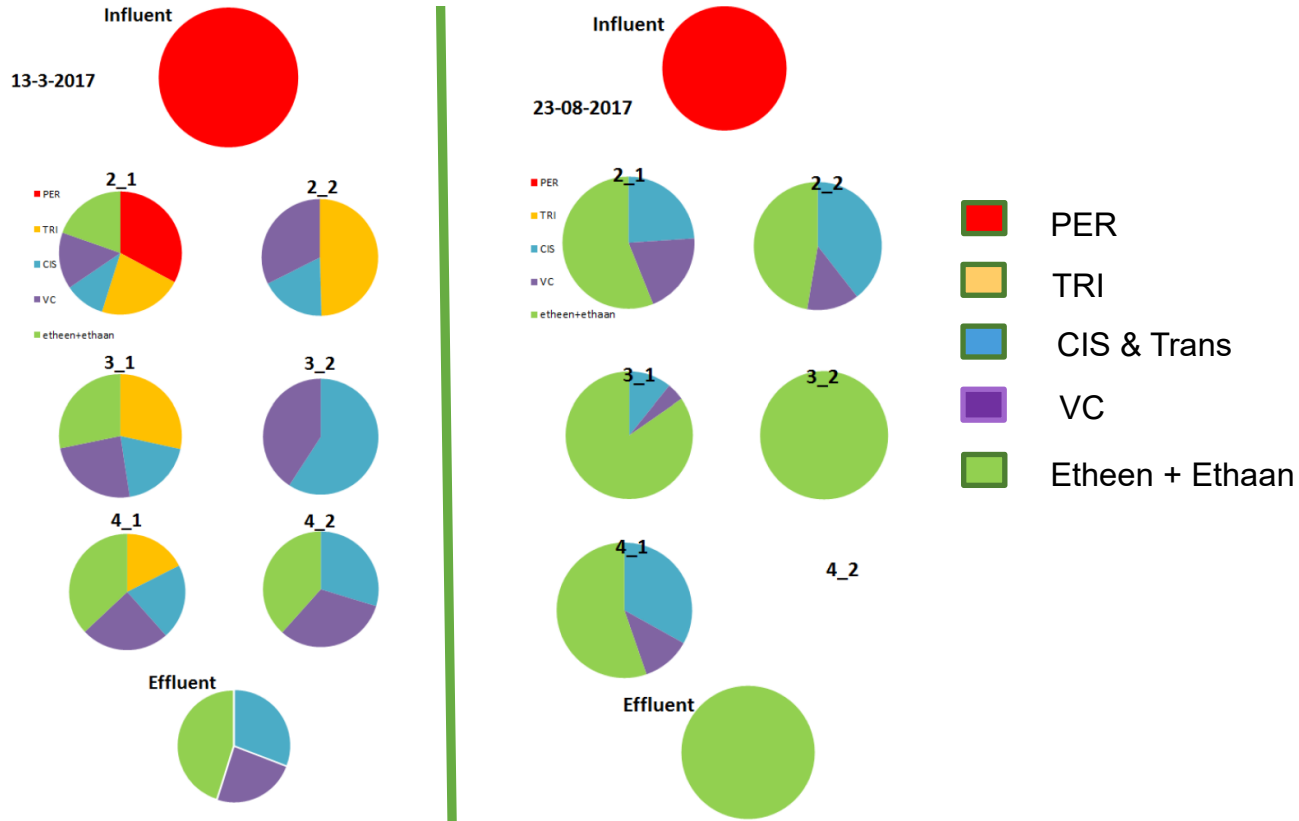 Influent
13-3-2017
2_1
2_2
PER
TRI
CIS
VC
etheen+ethaan
3_1
3_2
4_1
4_2
Effluent
Influent
23-08-2017
2_1
2_2
PER
TRI
CIS
VC
etheen+ethaan
3_1
3_2
4_1
4_2
Effluent
PER
TRI
CIS & Trans
VC
Etheen + Ethaan